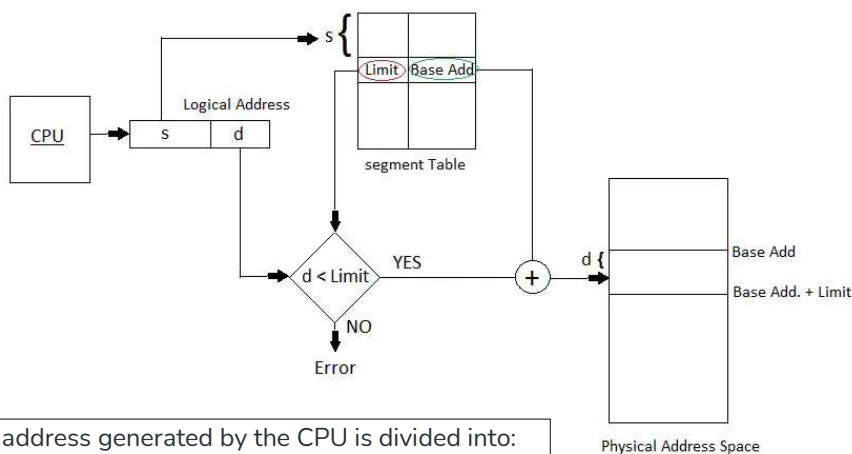 s {
Limit Base Add
Logical Address
CPU
s d
segment Table
d < Limit
YES
+
d {
Base Add
Base Add. + Limit
NO
Error
address generated by the CPU is divided into:
Physical Address Space